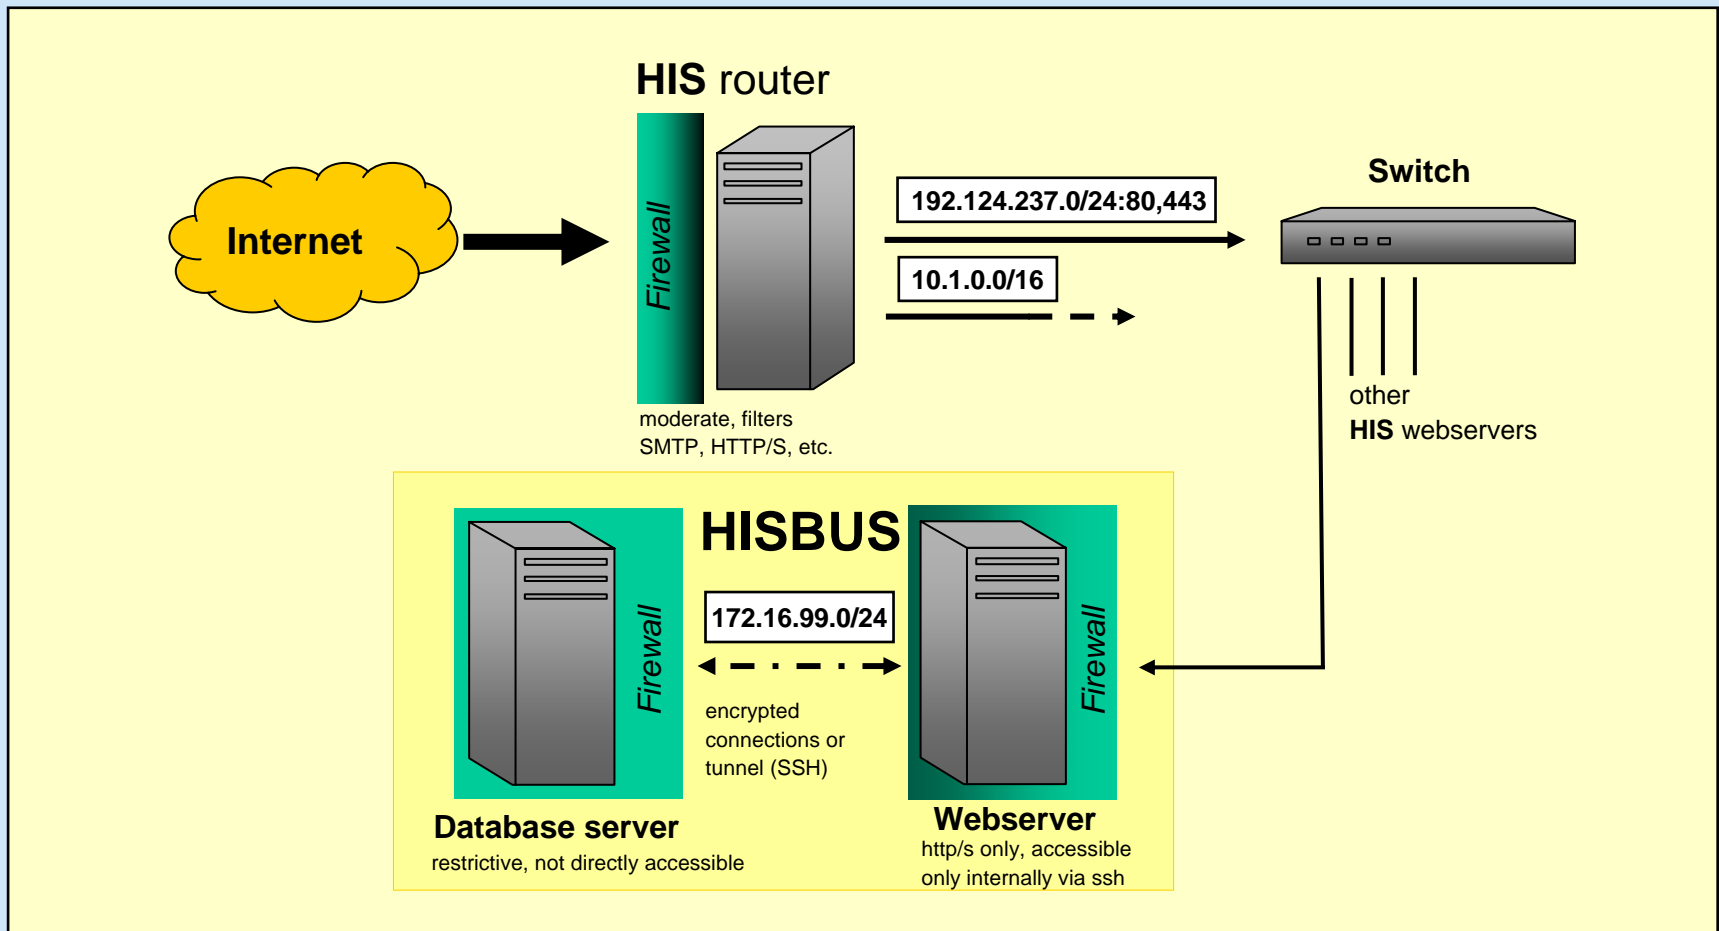 HIS router
Firewall
Internet
192.124.237.0/24:80,443
10.1.0.0/16
Switch
moderate, filters
SMTP, HTTP/S, etc.
other
HIS webservers
HISBUS
Firewall
172.16.99.0/24
encrypted
connections or
tunnel (SSH)
Firewall
Database server
restrictive, not directly accessible
Webserver
http/s only, accessible
only internally via ssh